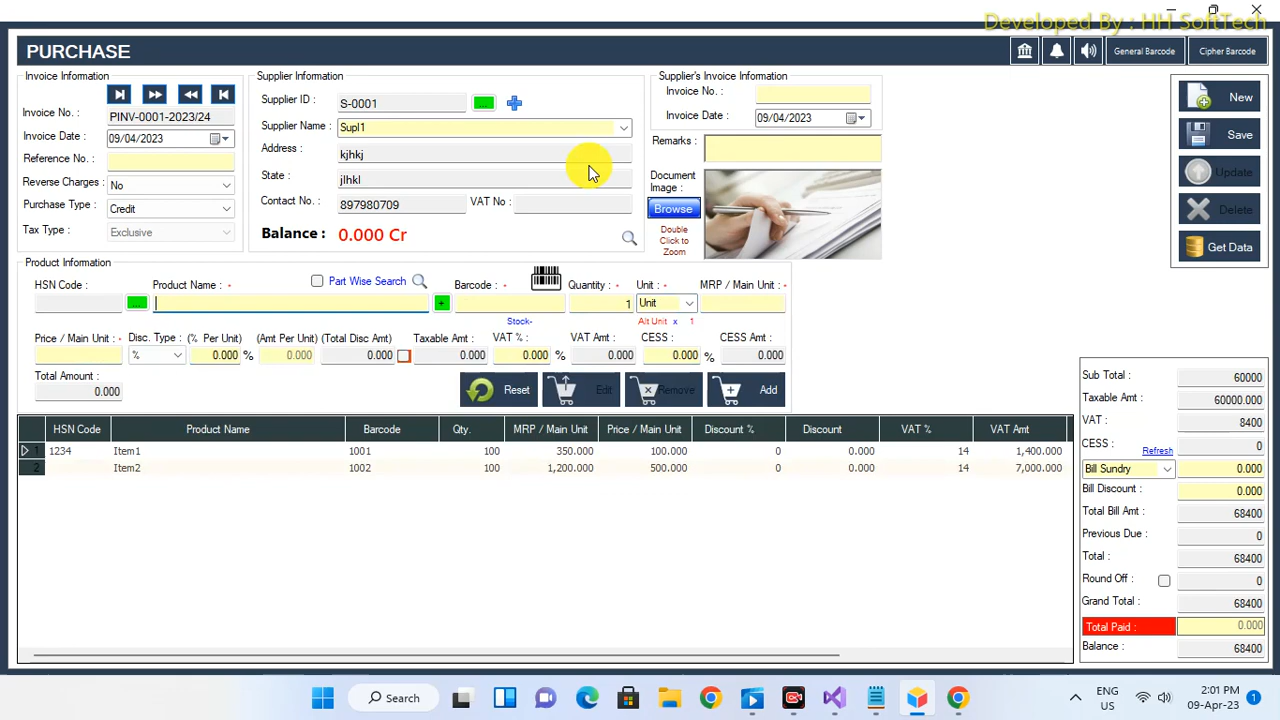 Developed By : HH SoftTech
PURCHASE
General Barcode
Cipher Barcode
Invoice Information
Invoice No. :
PINV-0001-2023/24
Invoice Date :
09/04/2023
Reference No. :
Reverse Charges :
No
Purchase Type :
Credit
Tax Type :
Exclusive
Supplier Information
Supplier ID :
S-0001
...
Supplier Name :
Supl1
Address :
kjhkj
State :
jlhkl
Contact No. :
897980709
VAT No :
Balance :
0.000 Cr
Supplier's Invoice Information
Invoice No. :
Invoice Date :
09/04/2023
Remarks :
Document
Image :
Browse
Double
Click to
Zoom
New
Save
Update
Delete
Get Data
Product Information
HSN Code :
...
Product Name : *
Part Wise Search
+
Barcode : *
Stock-
Quantity : *
1
Unit : *
Unit
Alt Unit x 1
MRP / Main Unit : *
Price / Main Unit : *
Disc. Type :
%
(% Per Unit)
0.000 %
(Amt Per Unit)
0.000
(Total Disc Amt)
0.000
Taxable Amt :
0.000
VAT % :
0.000 %
VAT Amt :
0.000
CESS :
0.000 %
CESS Amt :
0.000
Total Amount :
0.000
Reset
Edit
Remove
Add
HSN Code Product Name Barcode Qty. MRP / Main Unit Price / Main Unit Discount % Discount VAT % VAT Amt
1 1234 Item1 1001 100 350.000 100.000 0 0.000 14 1,400.000
2 Item2 1002 100 1,200.000 500.000 0 0.000 14 7,000.000
Sub Total : 60000
Taxable Amt : 60000.000
VAT : 8400
CESS : 0
Refresh
Bill Sundry 0.000
Bill Discount : 0.000
Total Bill Amt : 68400
Previous Due : 0
Total : 68400
Round Off : 0
Grand Total : 68400
Total Paid : 0.000
Balance : 68400
Search
ENG
US
2:01 PM
09-Apr-23
1